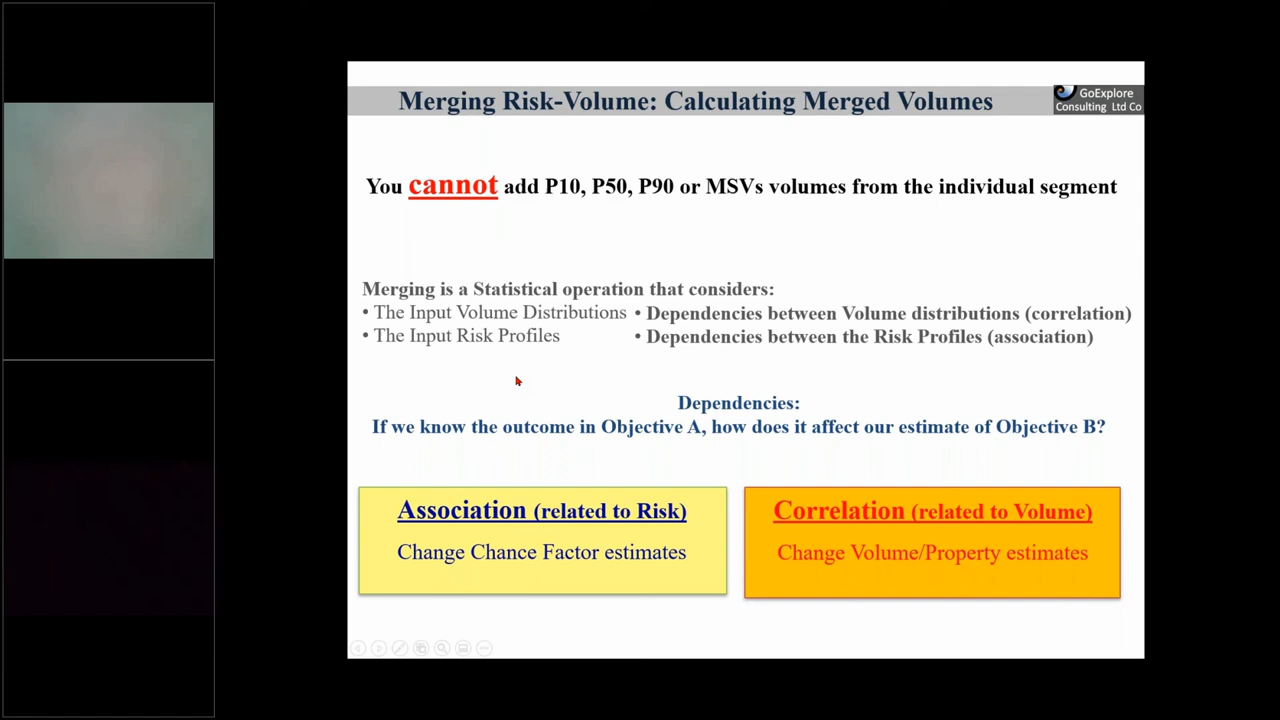 Merging Risk-Volume: Calculating Merged Volumes
GoExplore
Consulting Ltd Co
You cannot add P10, P50, P90 or MSVs volumes from the individual segment
Merging is a Statistical operation that considers:
• The Input Volume Distributions
• The Input Risk Profiles
• Dependencies between Volume distributions (correlation)
• Dependencies between the Risk Profiles (association)
Dependencies:
If we know the outcome in Objective A, how does it affect our estimate of Objective B?
Association (related to Risk)
Change Chance Factor estimates
Correlation (related to Volume)
Change Volume/Property estimates